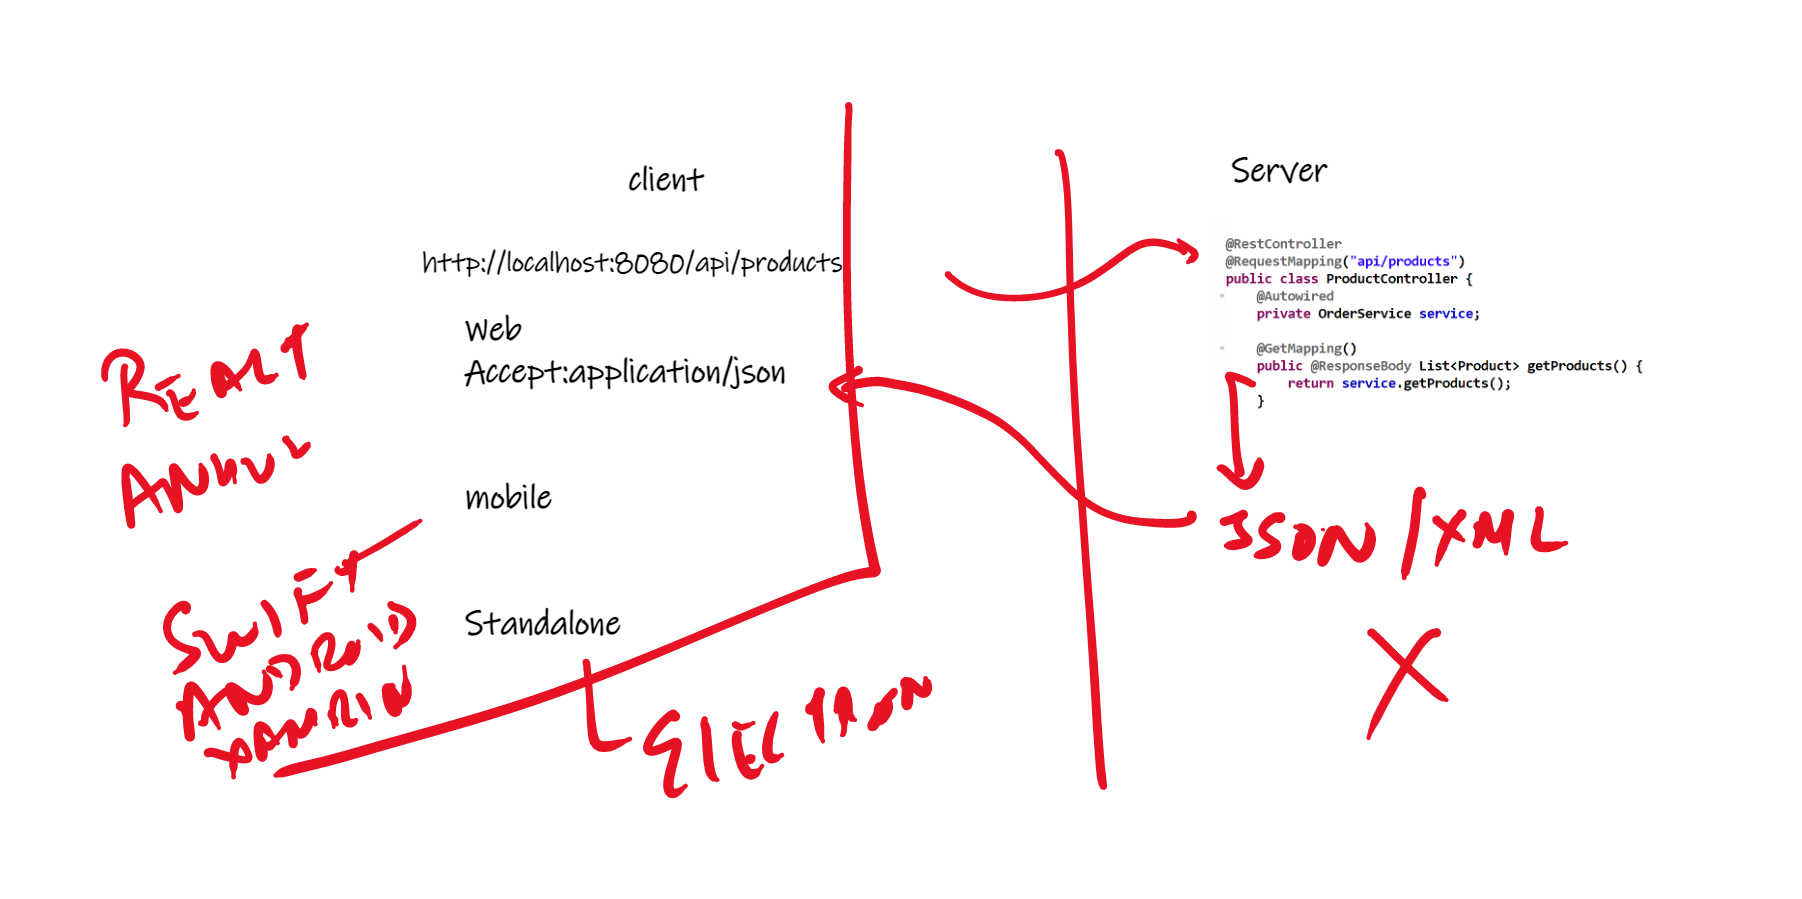 client
http://localhost:8080/api/products
Web
Accept:application/json
mobile
Standalone
REACT
SWIFT
ANDROID
XAMRIN
ELECTRON
Server
@RestController
@RequestMapping("api/products")
public class ProductController {
@Autowired
private OrderService service;
@GetMapping()
public @ResponseBody List<Product> getProducts() {
return service.getProducts();
}
JSON/XML
X